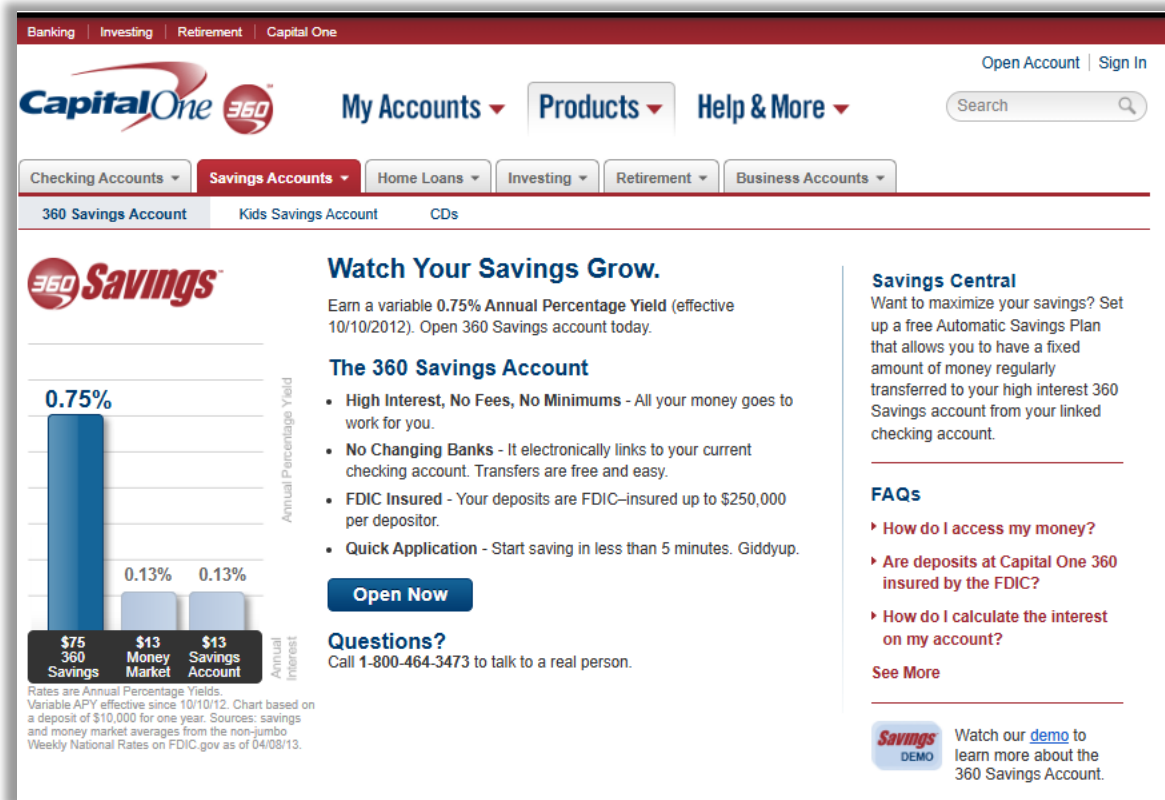 Banking Investing Retirement Capital One
Open Account Sign In
CapitalOne 360
My Accounts Products Help & More
Search
Checking Accounts Savings Accounts Home Loans Investing Retirement Business Accounts
360 Savings Account Kids Savings Account CDs
360 Savings
0.75%
0.13% 0.13%
Annual Percentage Yield
$75
360
Savings
$13
Money
Market
$13
Savings
Account
Annual
Interest
Rates are Annual Percentage Yields.
Variable APY effective since 10/10/12. Chart based on
a deposit of $10,000 for one year. Sources: savings
and money market averages from the non-jumbo
Weekly National Rates on FDIC.gov as of 04/08/13.
Watch Your Savings Grow.
Earn a variable 0.75% Annual Percentage Yield (effective
10/10/2012). Open 360 Savings account today.
The 360 Savings Account
• High Interest, No Fees, No Minimums - All your money goes to
work for you.
• No Changing Banks - It electronically links to your current
checking account. Transfers are free and easy.
• FDIC Insured - Your deposits are FDIC–insured up to $250,000
per depositor.
• Quick Application - Start saving in less than 5 minutes. Giddyup.
Open Now
Questions?
Call 1-800-464-3473 to talk to a real person.
Savings Central
Want to maximize your savings? Set
up a free Automatic Savings Plan
that allows you to have a fixed
amount of money regularly
transferred to your high interest 360
Savings account from your linked
checking account.
FAQs
How do I access my money?
Are deposits at Capital One 360
insured by the FDIC?
How do I calculate the interest
on my account?
See More
Savings
DEMO
Watch our demo to
learn more about the
360 Savings Account.